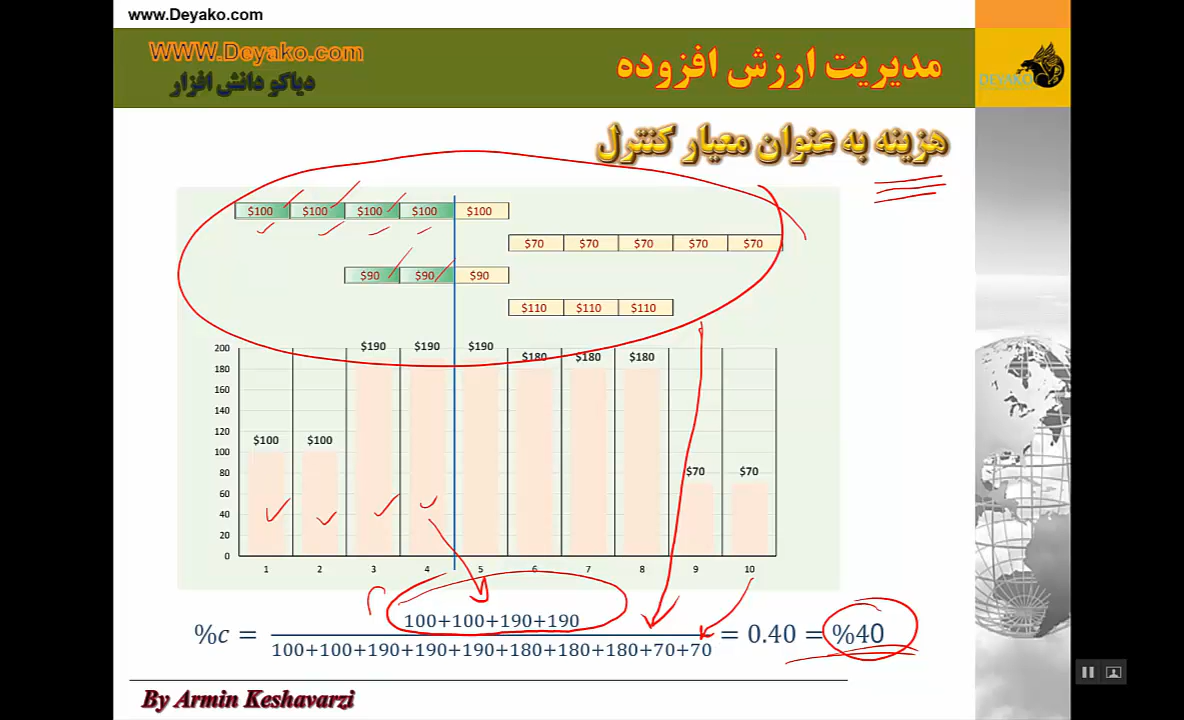 www.Deyako.com
WWW.Deyako.com
دیاکو دانش افزار
مدیریت ارزش افزوده
DEYAKO
هزینه به عنوان معیار کنترل
$100 $100 $100 $100 $100
$70 $70 $70 $70 $70
$90 $90 $90
$110 $110 $110
200
180
160
140
120
100
80
60
40
20
0
$100 $100 $190 $190 $190 $180 $180 $180 $70 $70
1 2 3 4 5 6 7 8 9 10
100+100+190+190
%c = = 0.40 = %40
100+100+190+190+190+180+180+180+70+70
By Armin Keshavarzi